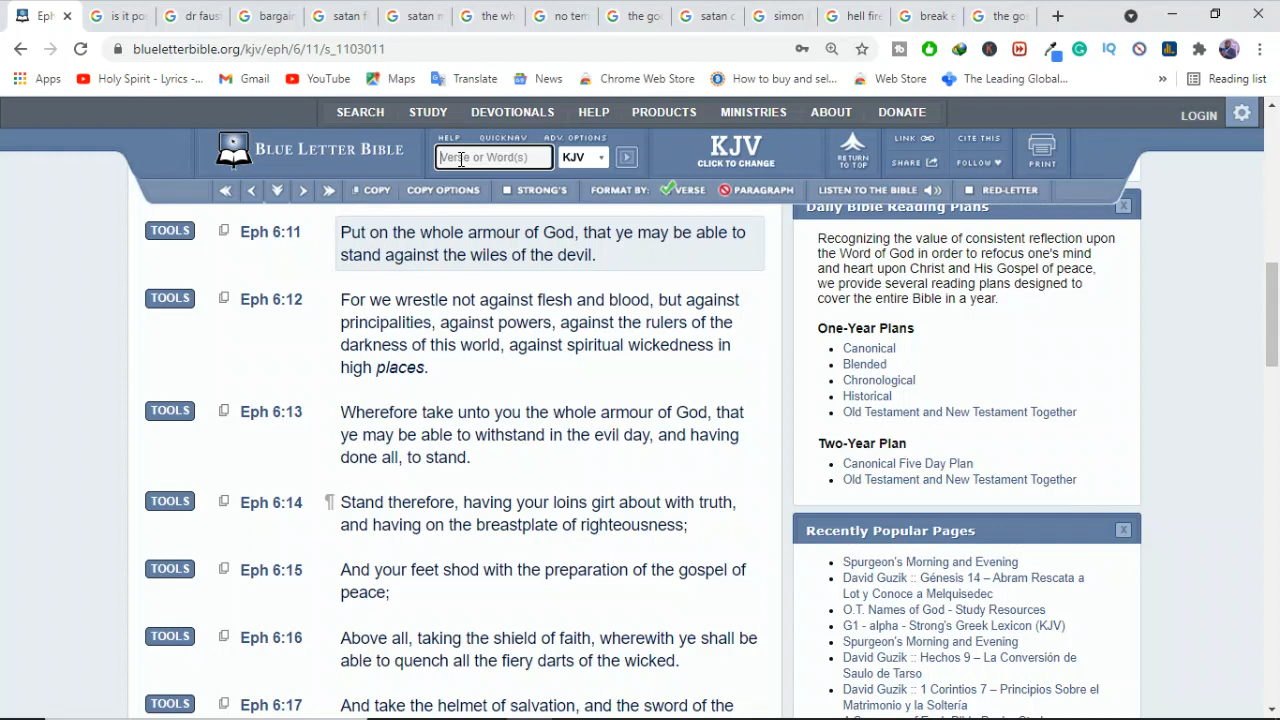 Eph
is it po
dr faus
bargain
satan f
satan n
the wh
no tem
the go
satan c
simon
hell fire
break e
the go
blueletterbible.org/kjv/eph/6/11/s_1103011
Apps
Holy Spirit - Lyrics -...
Gmail
YouTube
Maps
Translate
News
Chrome Web Store
How to buy and sel...
Web Store
The Leading Global...
»
Reading list
SEARCH
STUDY
DEVOTIONALS
HELP
PRODUCTS
MINISTRIES
ABOUT
DONATE
LOGIN
BLUE LETTER BIBLE
HELP
QUICKNAV
ADV. OPTIONS
Verse or Word(s)
KJV
KJV
CLICK TO CHANGE
RETURN
TO TOP
LINK
CITE THIS
SHARE
FOLLOW
PRINT
COPY
COPY OPTIONS
STRONG'S
FORMAT BY:
VERSE
PARAGRAPH
LISTEN TO THE BIBLE
RED-LETTER
TOOLS
Eph 6:11
Put on the whole armour of God, that ye may be able to
stand against the wiles of the devil.
TOOLS
Eph 6:12
For we wrestle not against flesh and blood, but against
principalities, against powers, against the rulers of the
darkness of this world, against spiritual wickedness in
high places.
TOOLS
Eph 6:13
Wherefore take unto you the whole armour of God, that
ye may be able to withstand in the evil day, and having
done all, to stand.
TOOLS
Eph 6:14
¶ Stand therefore, having your loins girt about with truth,
and having on the breastplate of righteousness;
TOOLS
Eph 6:15
And your feet shod with the preparation of the gospel of
peace;
TOOLS
Eph 6:16
Above all, taking the shield of faith, wherewith ye shall be
able to quench all the fiery darts of the wicked.
TOOLS
Eph 6:17
And take the helmet of salvation, and the sword of the
Daily Bible Reading Plans
X
Recognizing the value of consistent reflection upon
the Word of God in order to refocus one's mind
and heart upon Christ and His Gospel of peace,
we provide several reading plans designed to
cover the entire Bible in a year.
One-Year Plans
Canonical
Blended
Chronological
Historical
Old Testament and New Testament Together
Two-Year Plan
Canonical Five Day Plan
Old Testament and New Testament Together
Recently Popular Pages
X
Spurgeon's Morning and Evening
David Guzik :: Génesis 14 – Abram Rescata a
Lot y Conoce a Melquisedec
O.T. Names of God - Study Resources
G1 - alpha - Strong's Greek Lexicon (KJV)
Spurgeon's Morning and Evening
David Guzik :: Hechos 9 – La Conversión de
Saulo de Tarso
David Guzik :: 1 Corintios 7 – Principios Sobre el
Matrimonio y la Soltería